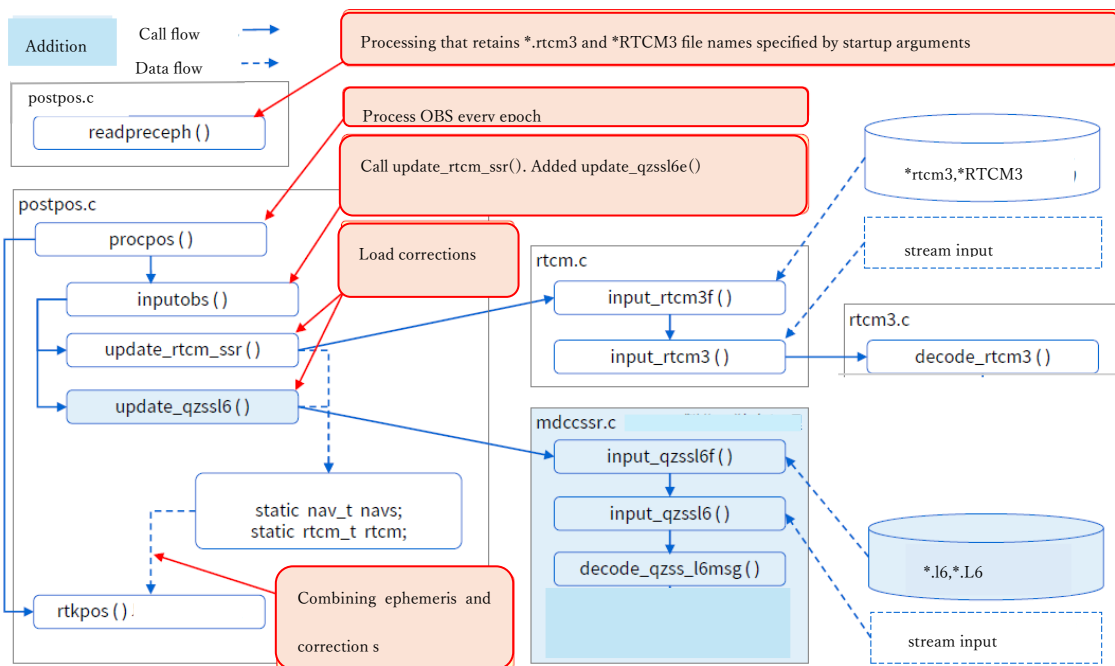 Addition
Call flow
Data flow
Processing that retains *.rtcm3 and *RTCM3 file names specified by startup arguments
postpos.c
readpreceph ( )
Process OBS every epoch
Call update_rtcm_ssr(). Added update_qzssl6e()
*rtcm3,*RTCM3 )
postpos.c
procpos ( )
Load corrections
stream input
rtcm.c
inputobs ( )
input_rtcm3f ( )
rtcm3.c
update_rtcm_ssr ( )
input_rtcm3 ( )
decode_rtcm3 ( )
update_qzssl6 ( )
mdccssr.c
input_qzssl6f ( )
static nav_t navs;
static rtcm_t rtcm;
input_qzssl6 ( )
decode_qzss_l6msg ( )
*.l6,*.L6
Combining ephemeris and
correction s
rtkpos ( ) .
stream input